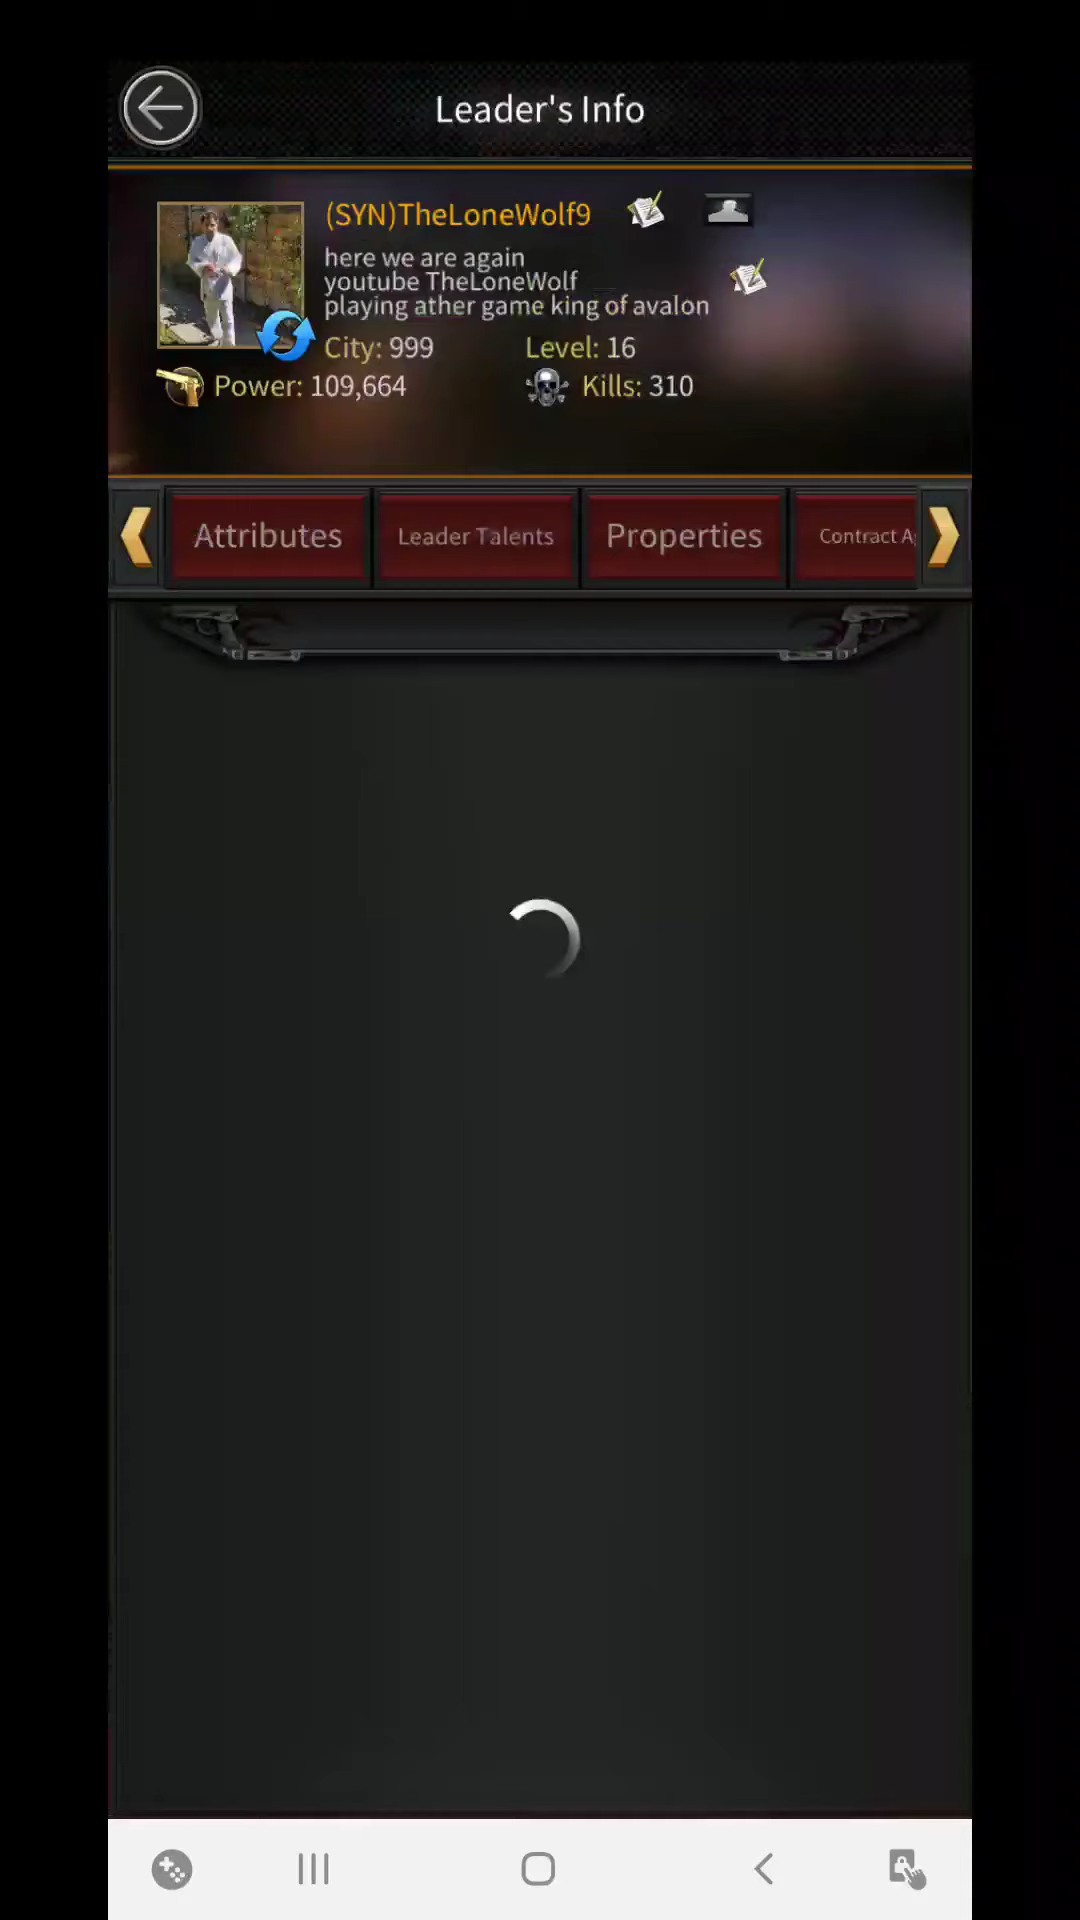 Leader's Info
(SYN)TheLoneWolf9
here we are again
youtube TheLoneWolf
playing ather game king of avalon
City: 999 Level: 16
Power: 109,664 Kills: 310
Attributes Leader Talents Properties Contract